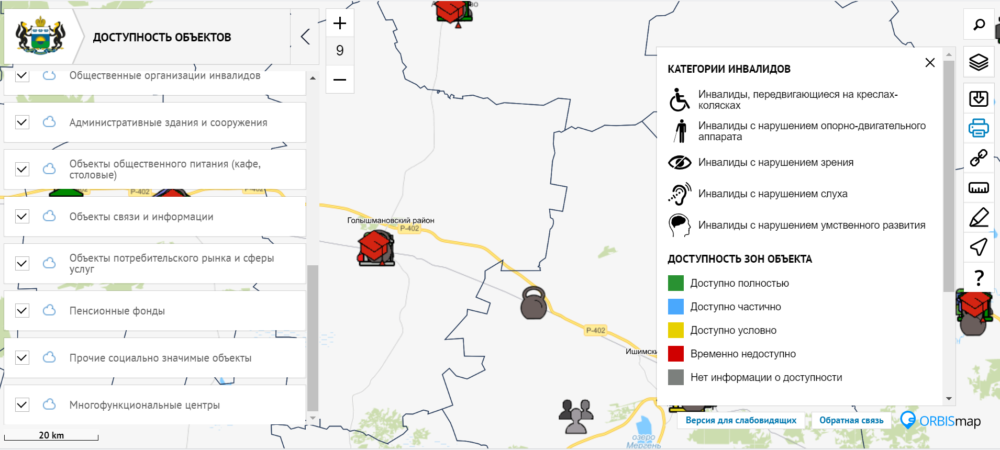 ДОСТУПНОСТЬ ОБЪЕКТОВ
Общественные организации инвалидов
Административные здания и сооружения
Объекты общественного питания (кафе,
столовые)
Объекты связи и информации
Объекты потребительского рынка и сферы
услуг
Пенсионные фонды
Прочие социально значимые объекты
Многофункциональные центры
20 km
+
9
—
Р-402
Голышмановский район
Р-402
Р-402
озеро
Мергень
КАТЕГОРИИ ИНВАЛИДОВ
Инвалиды, передвигающиеся на креслах-
колясках
Инвалиды с нарушением опорно-двигательного
аппарата
Инвалиды с нарушением зрения
Инвалиды с нарушением слуха
Инвалиды с нарушением умственного развития
ДОСТУПНОСТЬ ЗОН ОБЪЕКТА
Доступно полностью
Доступно частично
Доступно условно
Временно недоступно
Нет информации о доступности
?
Версия для слабовидящих
Обратная связь
ORBISmap